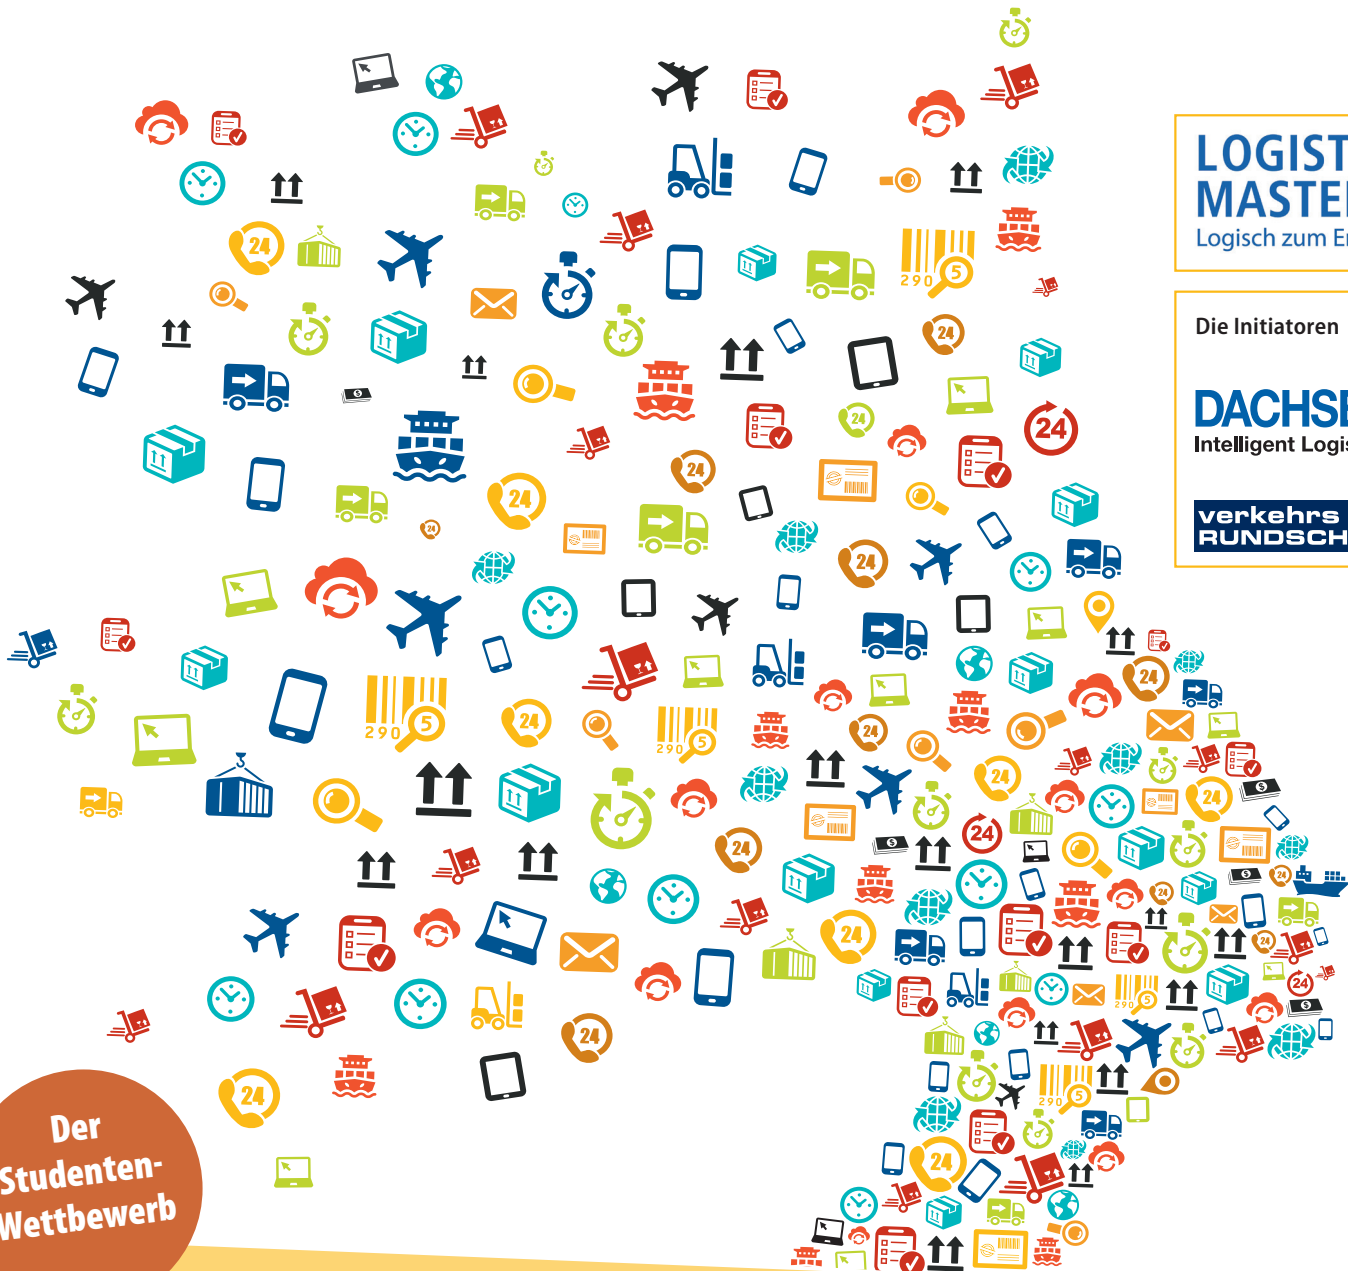 LOGIST
MASTE
Logisch zum E
Die Initiatoren
DACHSE
Intelligent Logis
verkehrs
RUNDSCH
Der
Studenten-
Wettbewerb